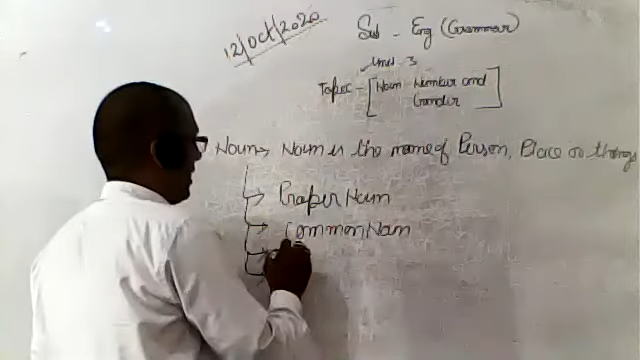 12/Oct/2020
Sub - Eng (Grammar)
Unit 3
Topic - [Noun Number and
Gender]
Noun → Noun is the name of Person, Place or things
→ Proper Noun
→ Common Noun